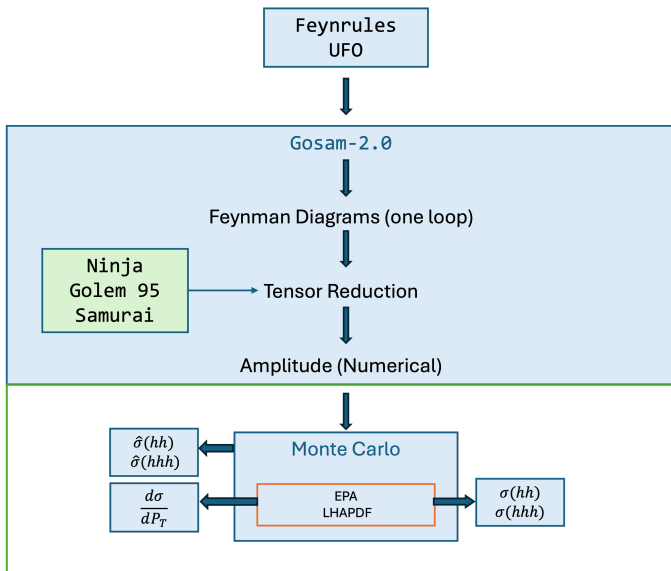 Feynrules
UFO
Gosam-2.0
Feynman Diagrams (one loop)
Ninja
Golem 95
Samurai
Tensor Reduction
Amplitude (Numerical)
σ̂(hh)
σ̂(hhh)
Monte Carlo
dσ
dP_T
EPA
LHAPDF
σ(hh)
σ(hhh)